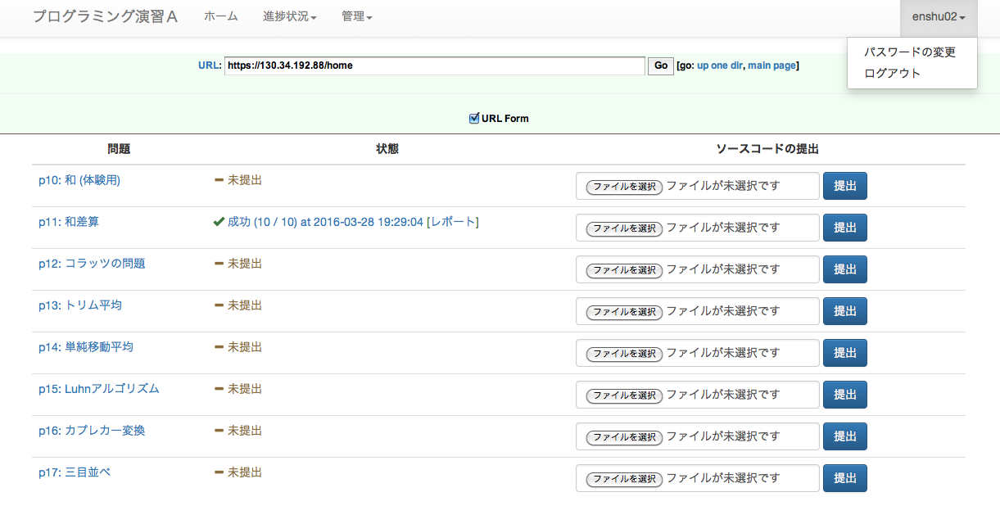 プログラミング演習A ホーム 進捗状況 管理 enshu02
パスワードの変更
ログアウト
URL: https://130.34.192.88/home Go [go: up one dir, main page]
URL Form
問題 状態 ソースコードの提出
p10: 和 (体験用) 未提出 ファイルを選択 ファイルが未選択です 提出
p11: 和差算 成功 (10 / 10) at 2016-03-28 19:29:04 [レポート] ファイルを選択 ファイルが未選択です 提出
p12: コラッツの問題 未提出 ファイルを選択 ファイルが未選択です 提出
p13: トリム平均 未提出 ファイルを選択 ファイルが未選択です 提出
p14: 単純移動平均 未提出 ファイルを選択 ファイルが未選択です 提出
p15: Luhnアルゴリズム 未提出 ファイルを選択 ファイルが未選択です 提出
p16: カプレカー変換 未提出 ファイルを選択 ファイルが未選択です 提出
p17: 三目並べ 未提出 ファイルを選択 ファイルが未選択です 提出